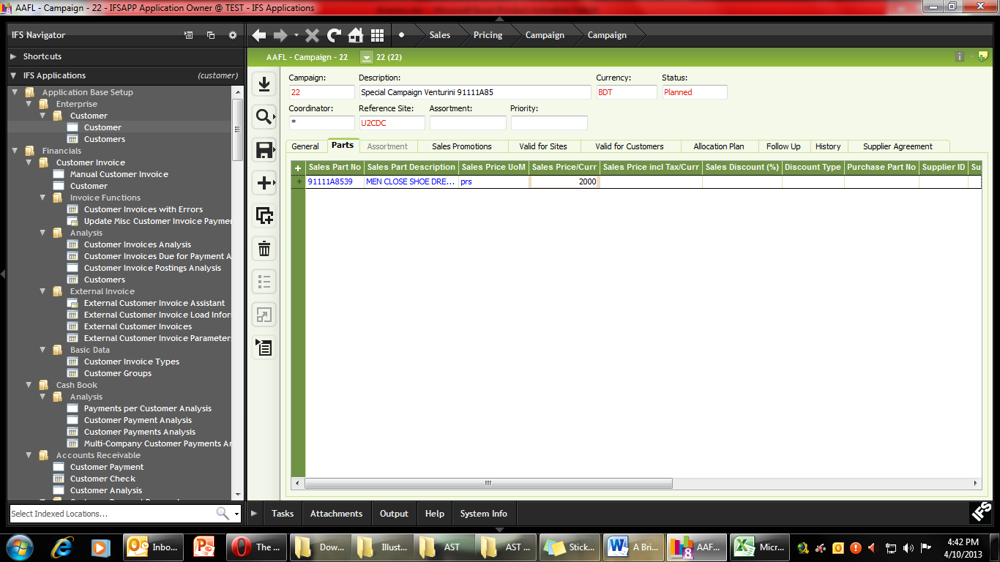 AAFL - Campaign - 22 - IFSAPP Application Owner @ TEST - IFS Applications
IFS Navigator
Sales Pricing Campaign Campaign
Shortcuts
AAFL - Campaign - 22 22 (22)
IFS Applications (customer)
Application Base Setup
Enterprise
Customer
Customer
Customers
Financials
Customer Invoice
Manual Customer Invoice
Customer
Invoice Functions
Customer Invoices with Errors
Update Misc Customer Invoice Paymer
Analysis
Customer Invoices Analysis
Customer Invoices Due for Payment A
Customer Invoice Postings Analysis
Customers
External Invoice
External Customer Invoice Assistant
External Customer Invoice Load Infor
External Customer Invoices
External Customer Invoice Parameter
Basic Data
Customer Invoice Types
Customer Groups
Cash Book
Analysis
Payments per Customer Analysis
Customer Payment Analysis
Customer Payments Analysis
Multi-Company Customer Payments Ar
Accounts Receivable
Customer Payment
Customer Check
Customer Analysis
Select Indexed Locations...
Campaign: Description: Currency: Status:
22 Special Campaign Venturini 91111A85 BDT Planned
Coordinator: Reference Site: Assortment: Priority:
* U2CDC
General Parts Assortment Sales Promotions Valid for Sites Valid for Customers Allocation Plan Follow Up History Supplier Agreement
Sales Part No Sales Part Description Sales Price UoM Sales Price/Curr Sales Price incl Tax/Curr Sales Discount (%) Discount Type Purchase Part No Supplier ID Su
91111A8539 MEN CLOSE SHOE DRE... prs 2000
Tasks Attachments Output Help System Info
IFS
Inbo... The ... Dow... Illust... AST AST ... Stick... A Bri... AAF... Micr...
4:42 PM
4/10/2013